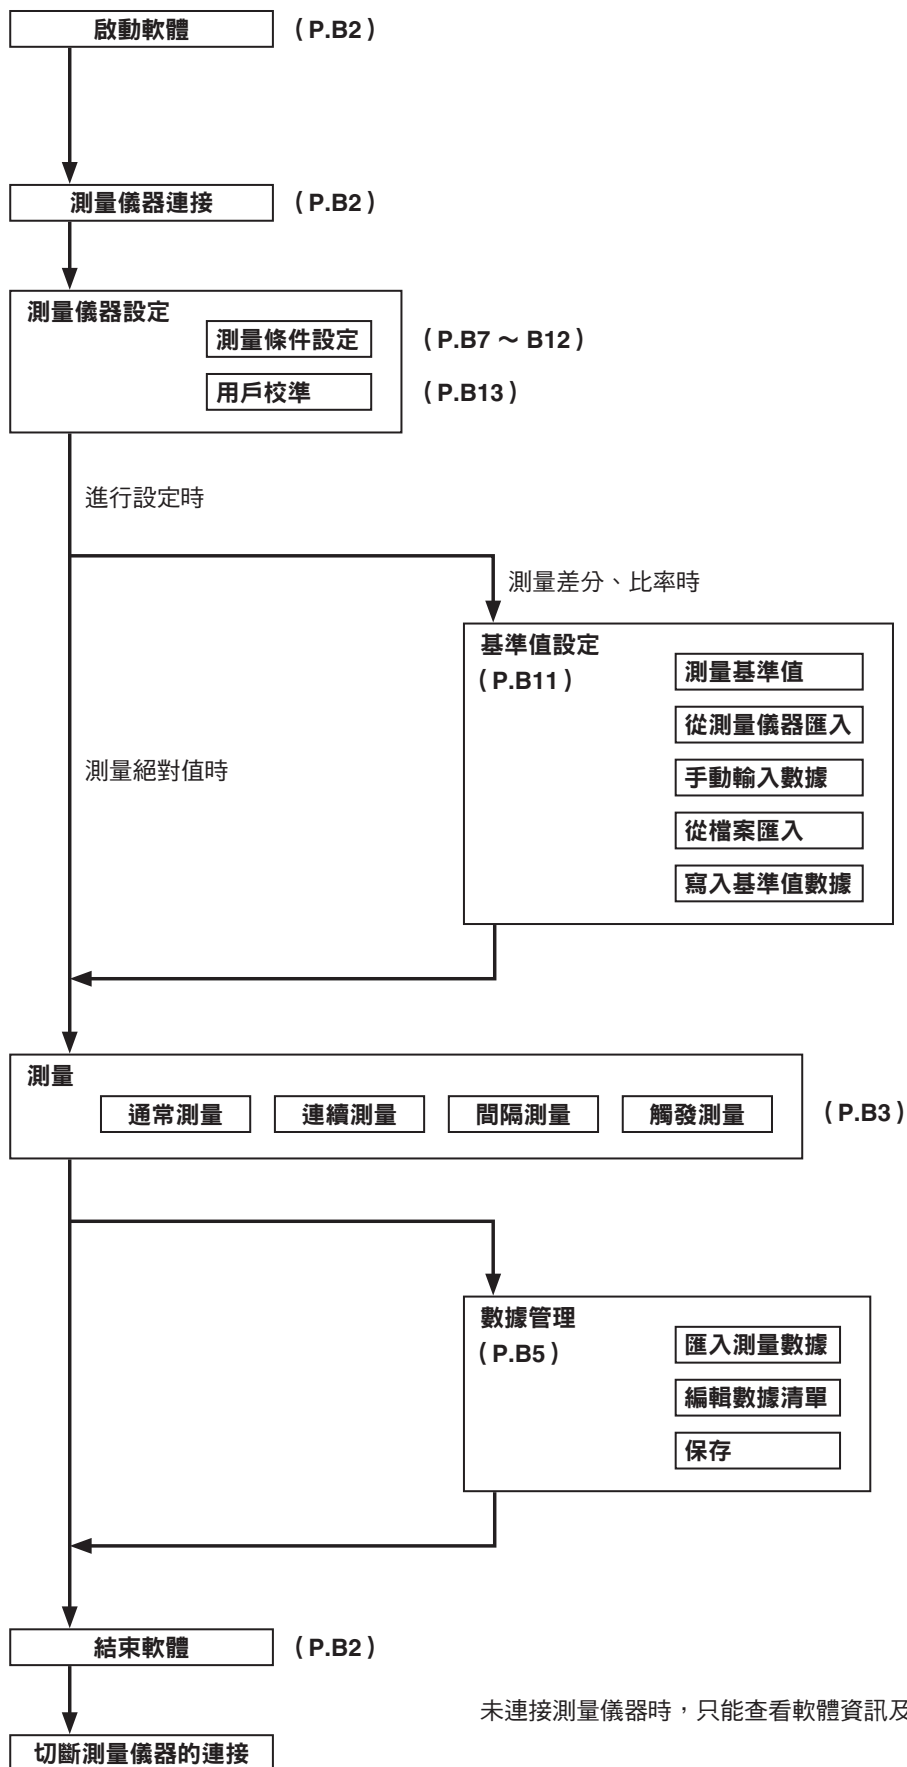 啟動軟體 (P.B2)
測量儀器連接 (P.B2)
測量儀器設定
測量條件設定 (P.B7 ～ B12)
用戶校準 (P.B13)
進行設定時
測量差分、比率時
基準值設定
(P.B11)
測量基準值
從測量儀器匯入
手動輸入數據
從檔案匯入
寫入基準值數據
測量絕對值時
測量
通常測量 連續測量 間隔測量 觸發測量 (P.B3)
數據管理
(P.B5)
匯入測量數據
編輯數據清單
保存
結束軟體 (P.B2)
未連接測量儀器時，只能查看軟體資訊及
切斷測量儀器的連接